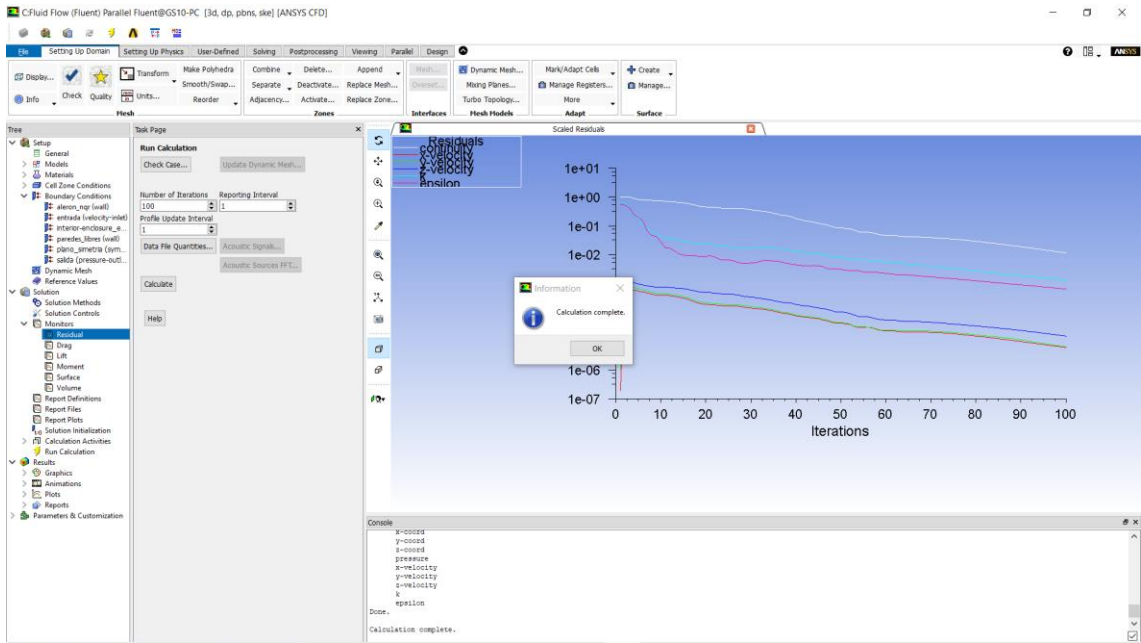 C:Fluid Flow (Fluent) Parallel Fluent@GS10-PC [3d, dp, pbns, ske] [ANSYS CFD]
File Setting Up Domain Setting Up Physics User-Defined Solving Postprocessing Viewing Parallel Design
ANSYS
Display... Transform Make Polyhedra Combine Delete... Append Mesh... Dynamic Mesh... Mark/Adapt Cells Create
Smooth/Swap... Separate Deactivate... Replace Mesh... Overset... Mixing Planes... Manage Registers... Manage...
Info Check Quality Units... Reorder Adjacency... Activate... Replace Zone... Turbo Topology... More
Mesh Zones Interfaces Mesh Models Adapt Surface
Tree
Setup
General
Models
Materials
Cell Zone Conditions
Boundary Conditions
aleron_nqr (wall)
entrada (velocity-inlet)
interior-enclosure_e...
paredes_libres (wall)
plano_simetria (sym...
salida (pressure-outl...
Dynamic Mesh
Reference Values
Solution
Solution Methods
Solution Controls
Monitors
Residual
Drag
Lift
Moment
Surface
Volume
Report Definitions
Report Files
Report Plots
Solution Initialization
Calculation Activities
Run Calculation
Results
Graphics
Animations
Plots
Reports
Parameters & Customization
Task Page
Run Calculation
Check Case... Update Dynamic Mesh...
Number of Iterations Reporting Interval
100 1
Profile Update Interval
1
Data File Quantities... Acoustic Signals...
Acoustic Sources FFT...
Calculate
Help
Scaled Residuals
Residuals
continuity
x-velocity
y-velocity
z-velocity
k
epsilon
1e+01
1e+00
1e-01
1e-02
1e-06
1e-07
0 10 20 30 40 50 60 70 80 90 100
Iterations
Information
Calculation complete.
OK
Console
x-coord
y-coord
z-coord
pressure
x-velocity
y-velocity
z-velocity
k
epsilon
Done.
Calculation complete.